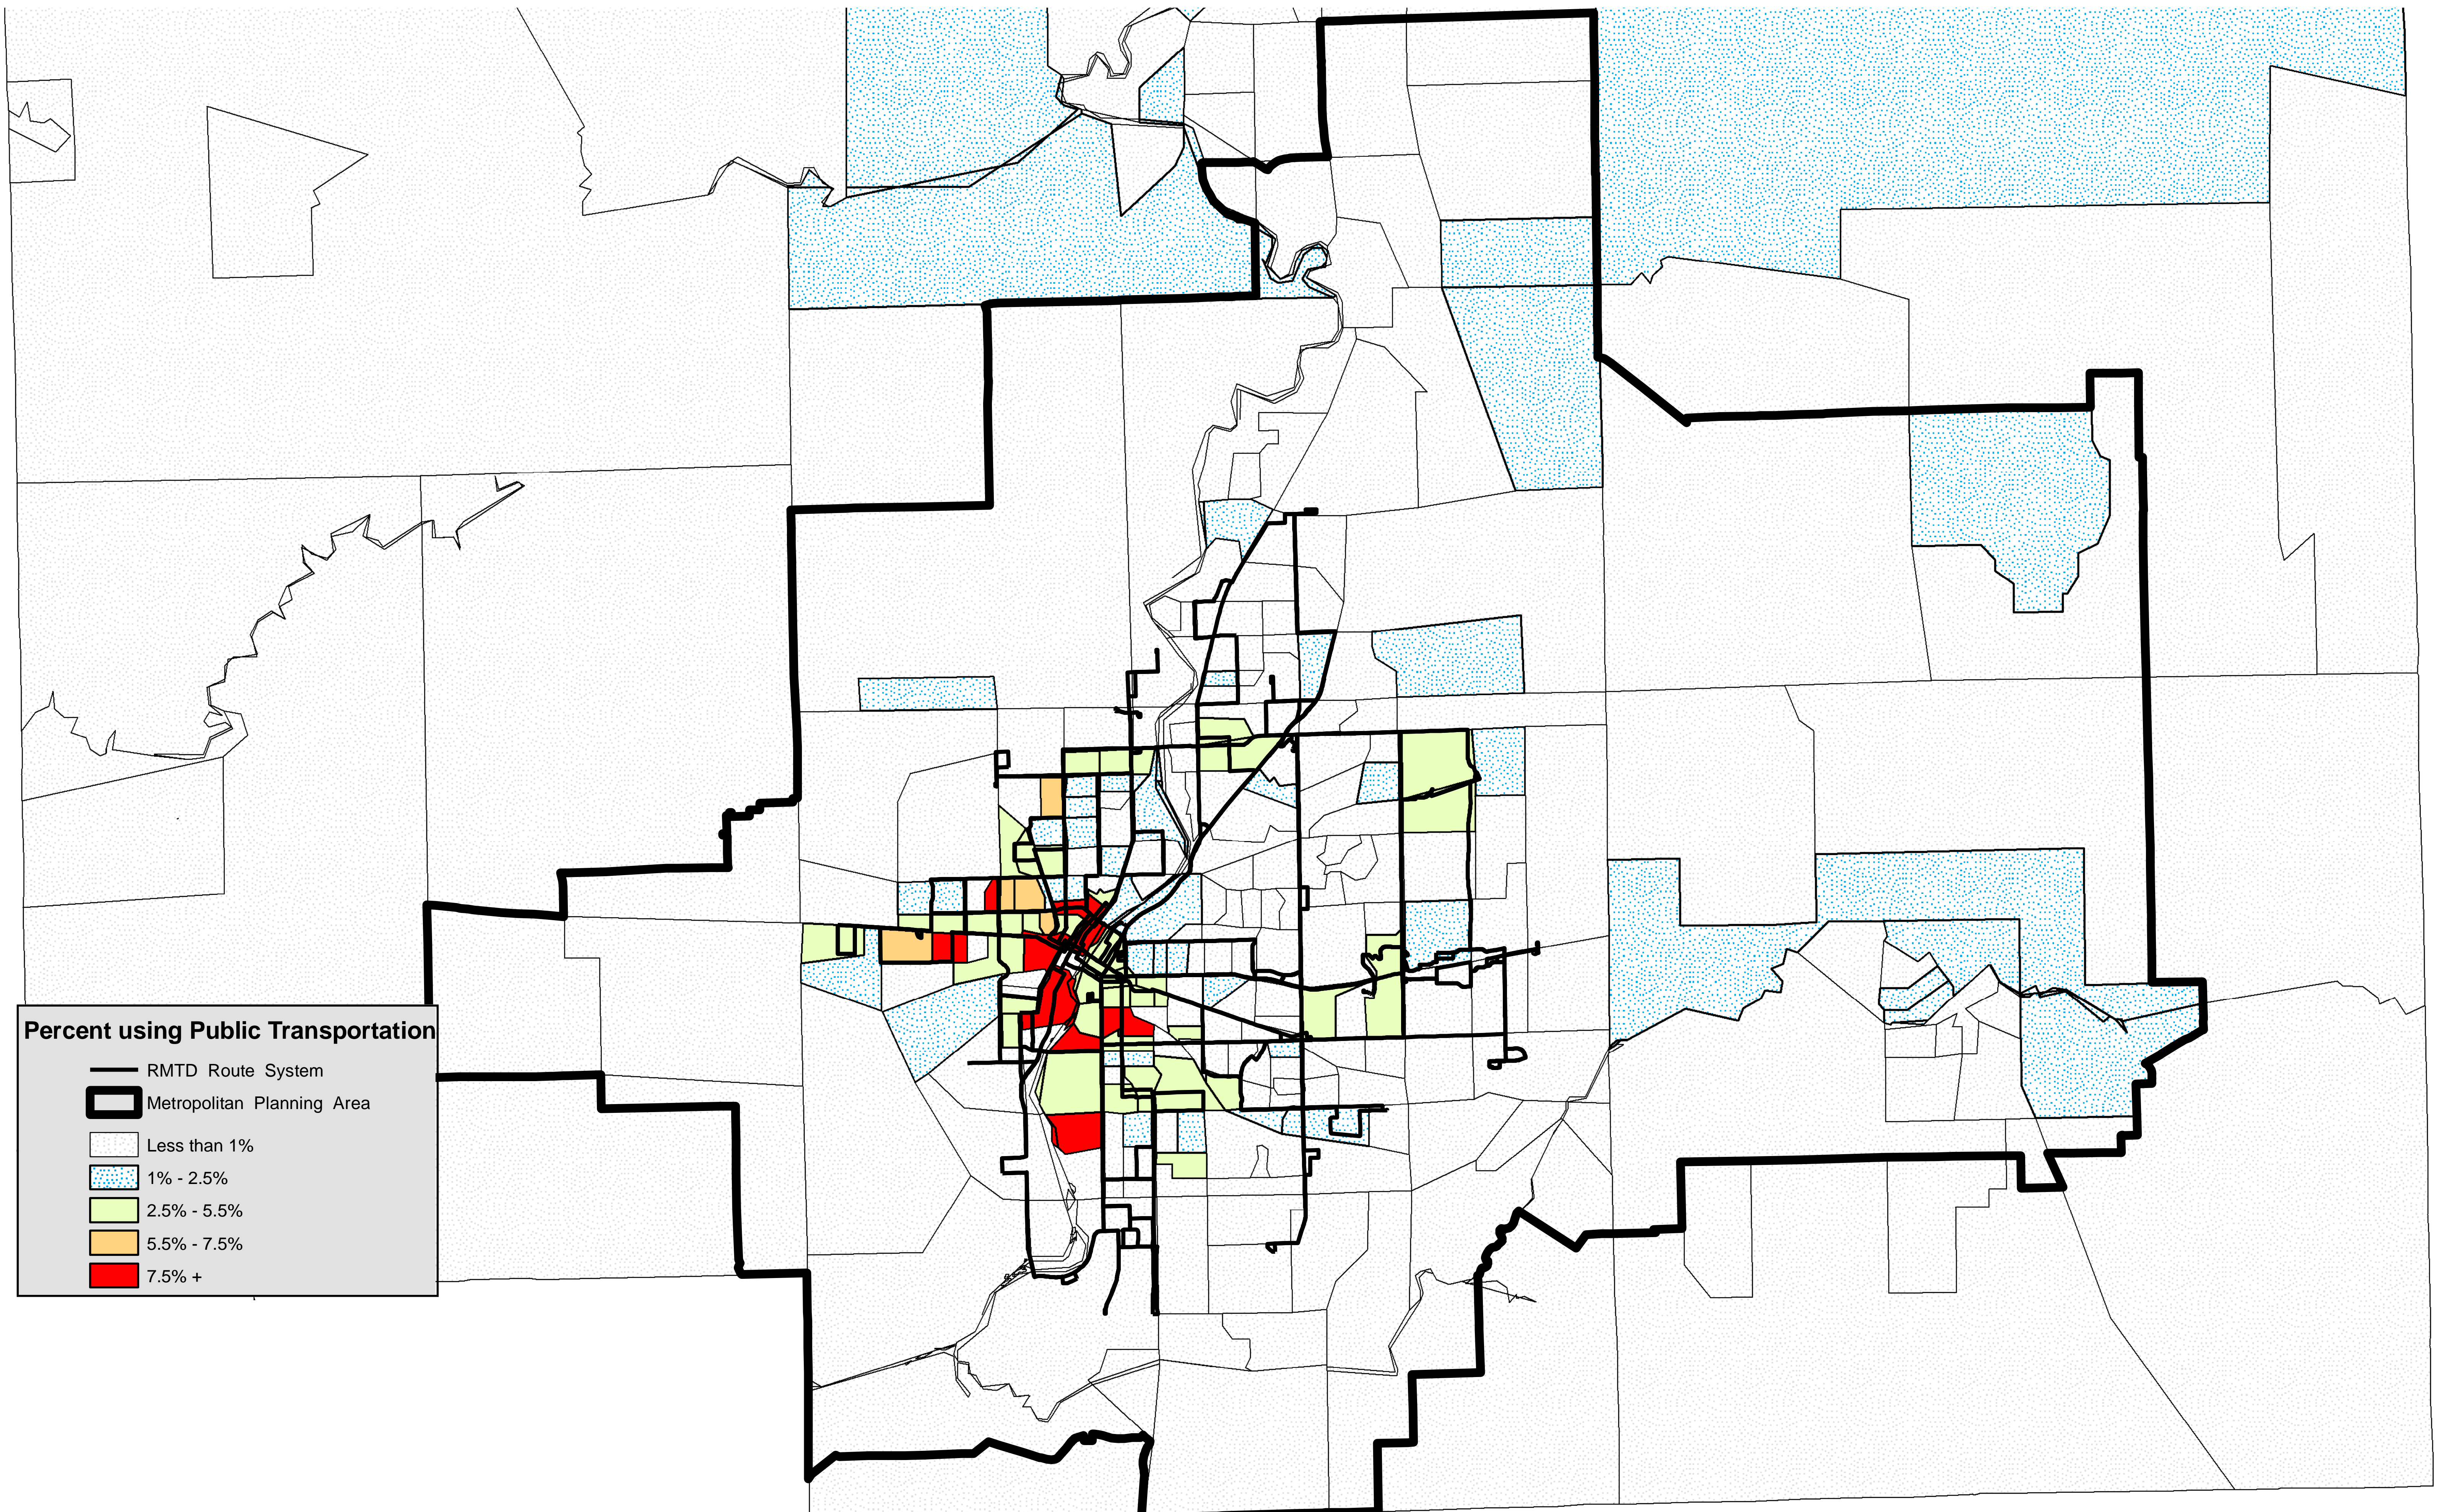 Percent using Public Transportation
RMTD Route System
Metropolitan Planning Area
Less than 1%
1% - 2.5%
2.5% - 5.5%
5.5% - 7.5%
7.5% +